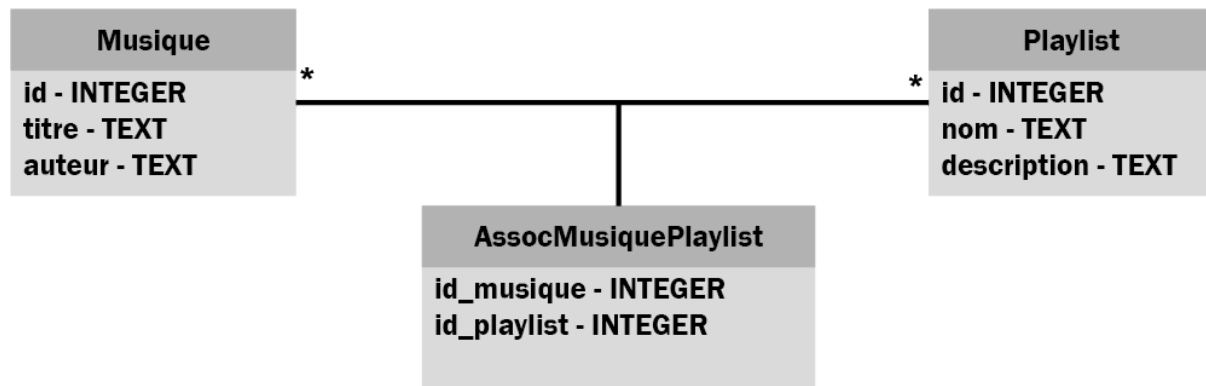 Musique
id - INTEGER
titre - TEXT
auteur - TEXT
*
*
Playlist
id - INTEGER
nom - TEXT
description - TEXT
AssocMusiquePlaylist
id_musique - INTEGER
id_playlist - INTEGER